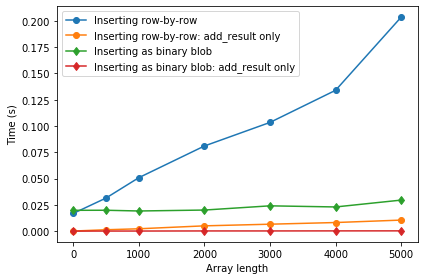 Inserting row-by-row
Inserting row-by-row: add_result only
Inserting as binary blob
Inserting as binary blob: add_result only
0.200
0.175
0.150
0.125
0.100
0.075
0.050
0.025
0.000
Time (s)
0 1000 2000 3000 4000 5000
Array length